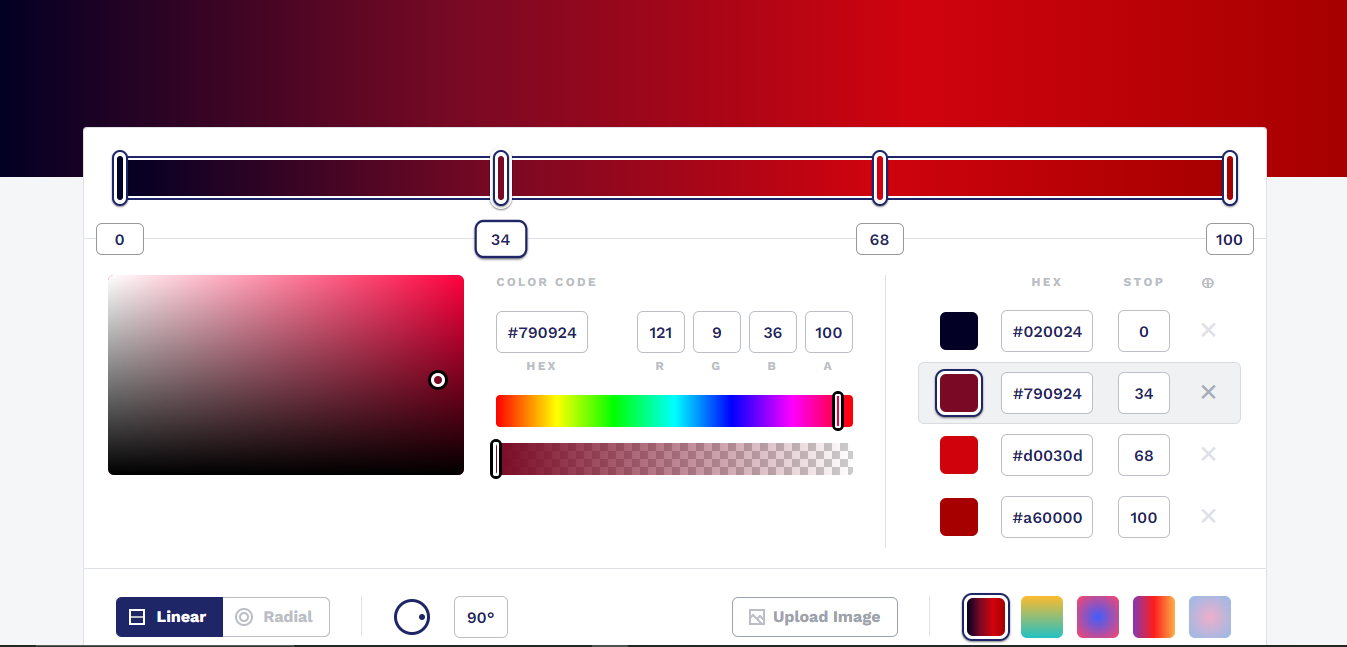 0 34 68 100
COLOR CODE HEX STOP
#790924 121 9 36 100 #020024 0
HEX R G B A
#790924 34
#d0030d 68
#a60000 100
Linear Radial 90° Upload Image